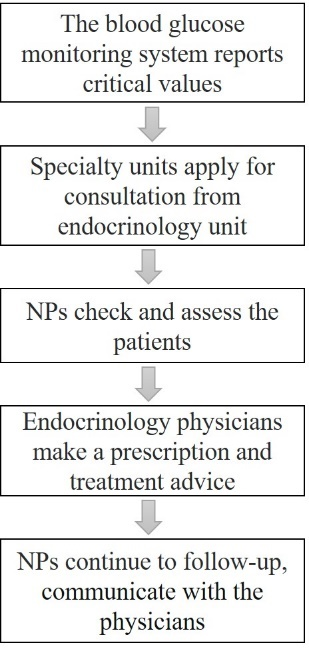 The blood glucose
monitoring system reports
critical values
Specialty units apply for
consultation from
endocrinology unit
NPs check and assess the
patients
Endocrinology physicians
make a prescription and
treatment advice
NPs continue to follow-up,
communicate with the
physicians